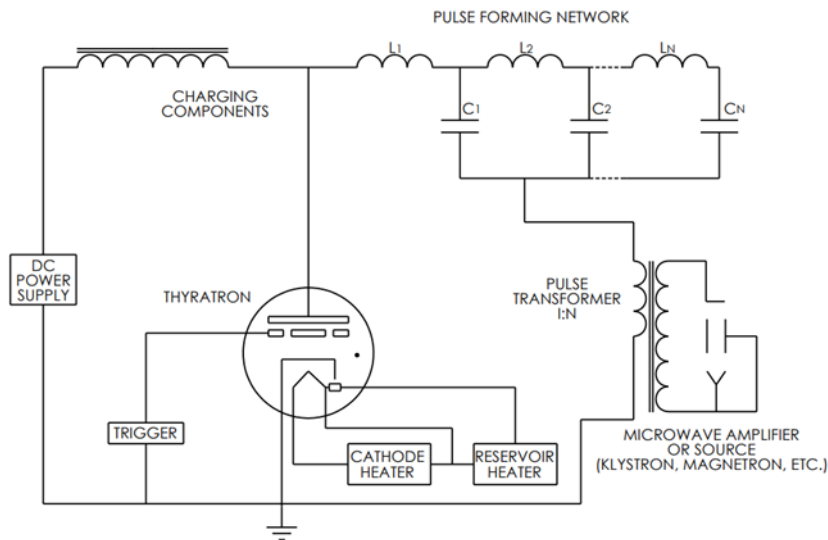 PULSE FORMING NETWORK
L1
L2
LN
CHARGING
COMPONENTS
C1
C2
CN
DC
POWER
SUPPLY
THYRATRON
PULSE
TRANSFORMER
I:N
TRIGGER
CATHODE
HEATER
RESERVOIR
HEATER
MICROWAVE AMPLIFIER
OR SOURCE
(KLYSTRON, MAGNETRON, ETC.)